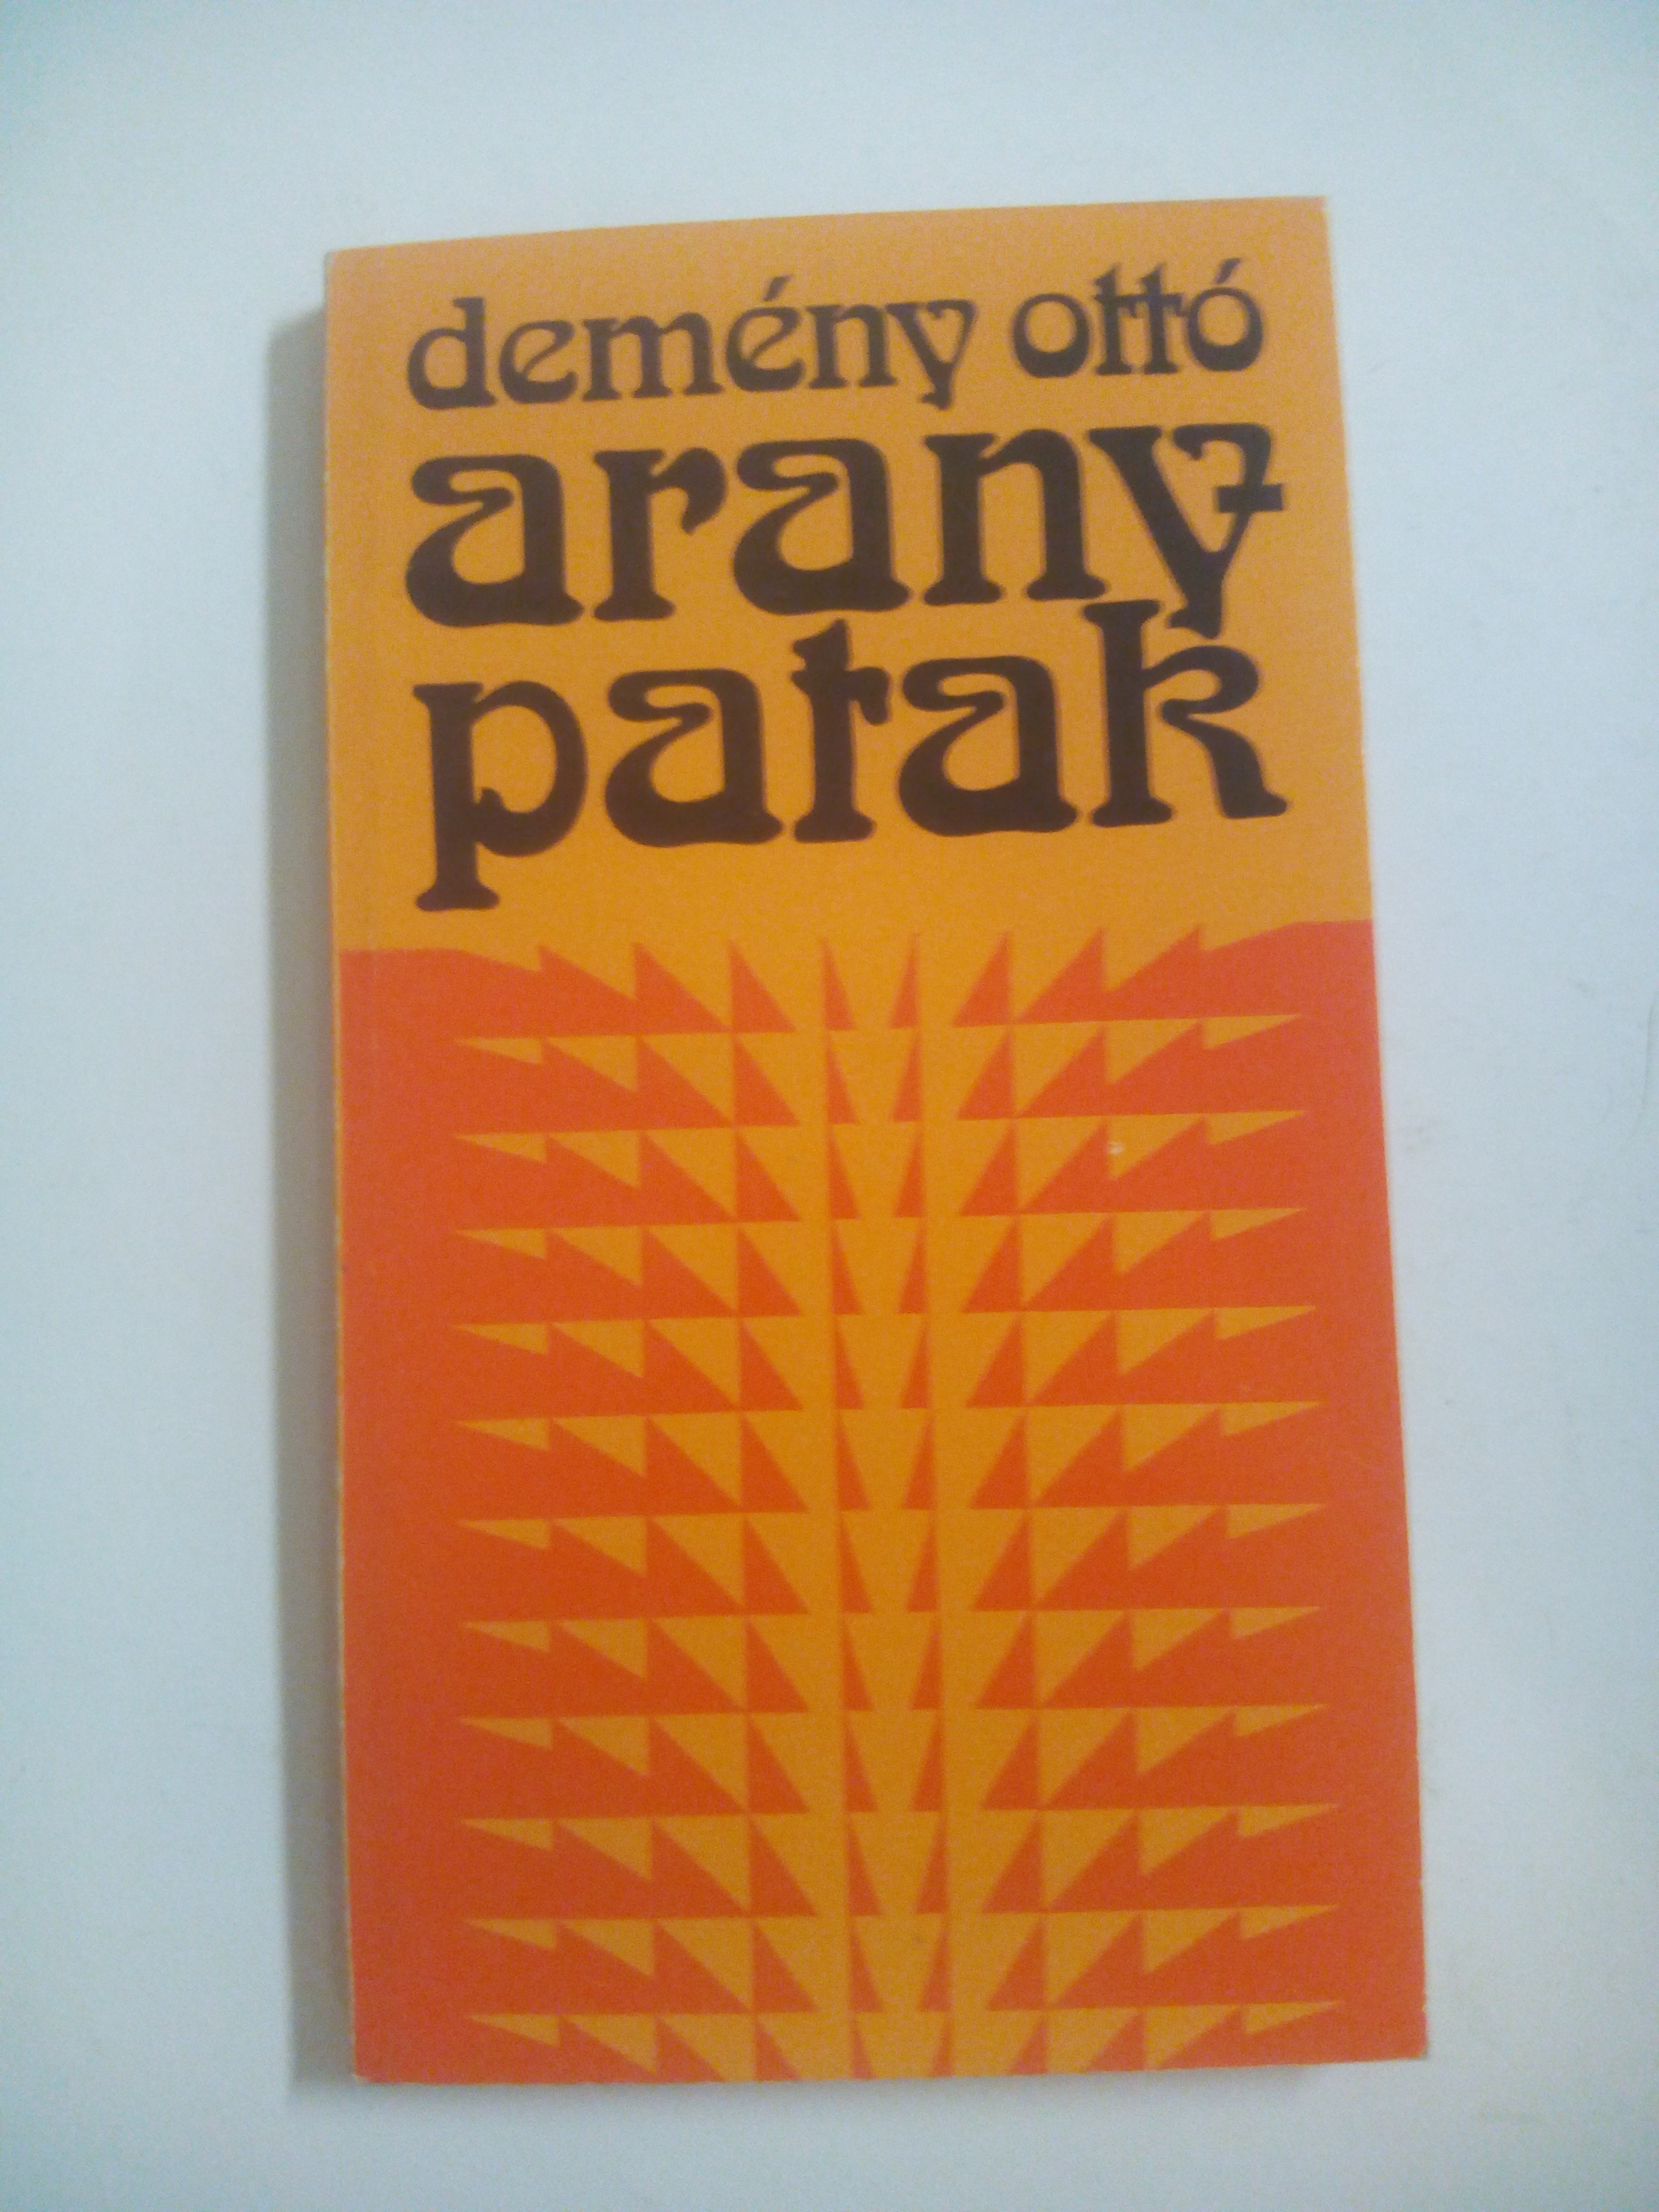 demény ottó
arany-
patak